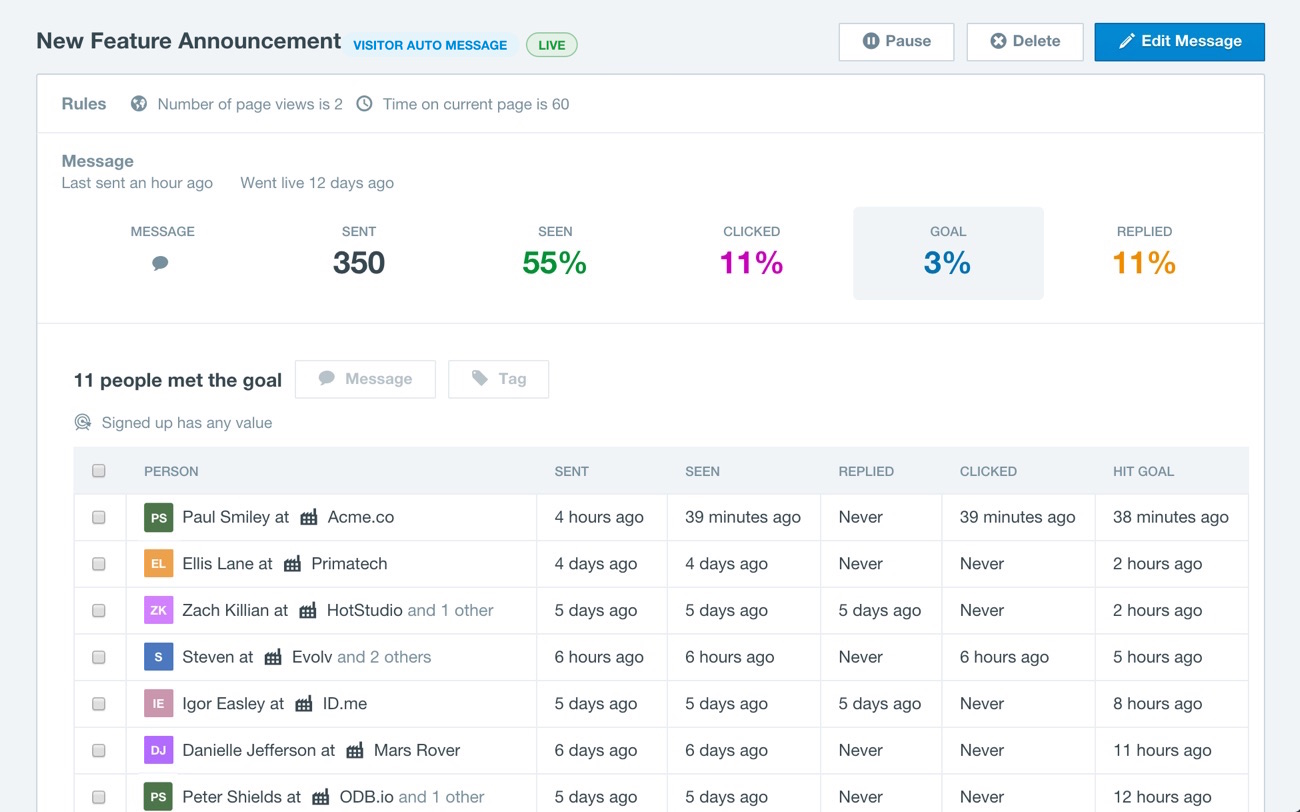 New Feature Announcement VISITOR AUTO MESSAGE LIVE Pause Delete Edit Message
Rules Number of page views is 2 Time on current page is 60
Message
Last sent an hour ago Went live 12 days ago
MESSAGE SENT SEEN CLICKED GOAL REPLIED
350 55% 11% 3% 11%
11 people met the goal Message Tag
Signed up has any value
PERSON SENT SEEN REPLIED CLICKED HIT GOAL
PS Paul Smiley at Acme.co 4 hours ago 39 minutes ago Never 39 minutes ago 38 minutes ago
EL Ellis Lane at Primatech 4 days ago 4 days ago Never Never 2 hours ago
ZK Zach Killian at HotStudio and 1 other 5 days ago 5 days ago 5 days ago Never 2 hours ago
S Steven at Evolv and 2 others 6 hours ago 6 hours ago Never 6 hours ago 5 hours ago
IE Igor Easley at ID.me 5 days ago 5 days ago 5 days ago Never 8 hours ago
DJ Danielle Jefferson at Mars Rover 6 days ago 6 days ago Never Never 11 hours ago
PS Peter Shields at ODB.io and 1 other 5 days ago 5 days ago Never Never 12 hours ago